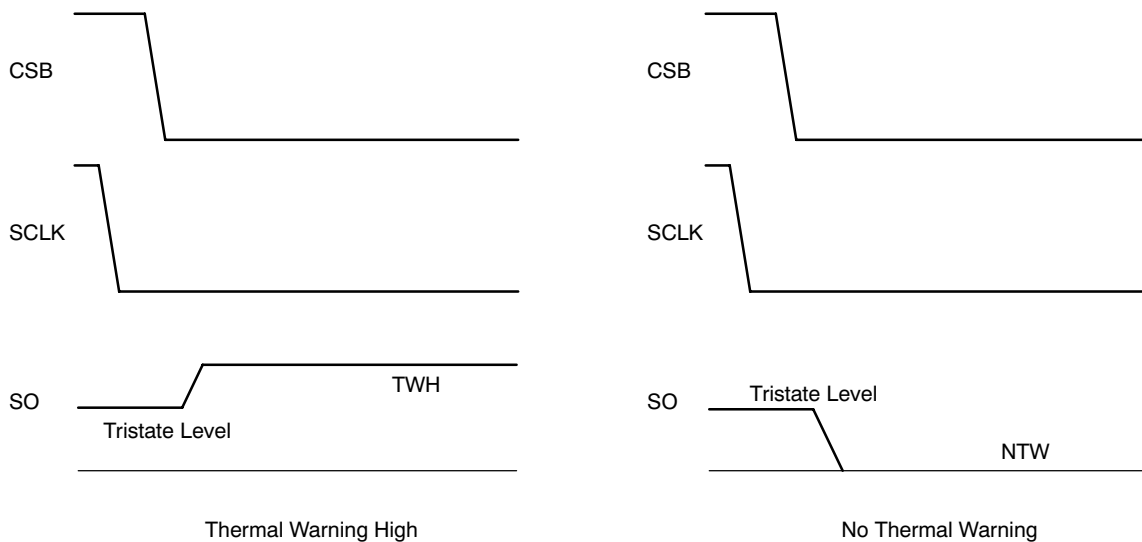 CSB
SCLK
SO
TWH
Tristate Level
Thermal Warning High
CSB
SCLK
SO
Tristate Level
NTW
No Thermal Warning